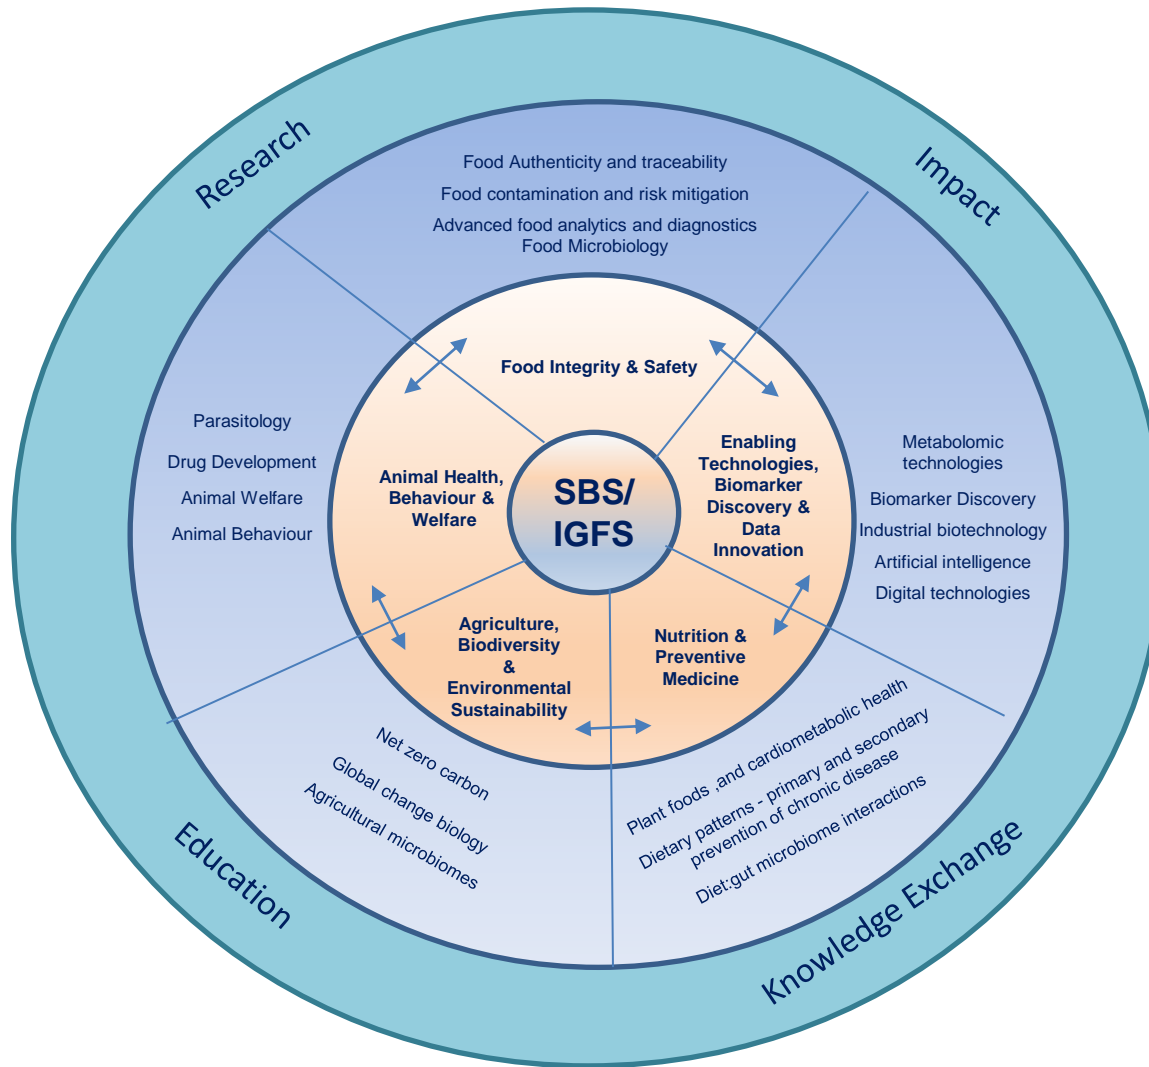 Research
Impact
Food Authenticity and traceability
Food contamination and risk mitigation
Advanced food analytics and diagnostics
Food Microbiology
Food Integrity & Safety
Parasitology
Drug Development
Animal Welfare
Animal Behaviour
Animal Health,
Behaviour &
Welfare
SBS/
IGFS
Enabling
Technologies,
Biomarker
Discovery &
Data
Innovation
Metabolomic
technologies
Biomarker Discovery
Industrial biotechnology
Artificial intelligence
Digital technologies
Agriculture,
Biodiversity
&
Environmental
Sustainability
Nutrition &
Preventive
Medicine
Net zero carbon
Global change biology
Agricultural microbiomes
Plant foods ,and cardiometabolic health
Dietary patterns - primary and secondary
prevention of chronic disease
Diet:gut microbiome interactions
Education
Knowledge Exchange